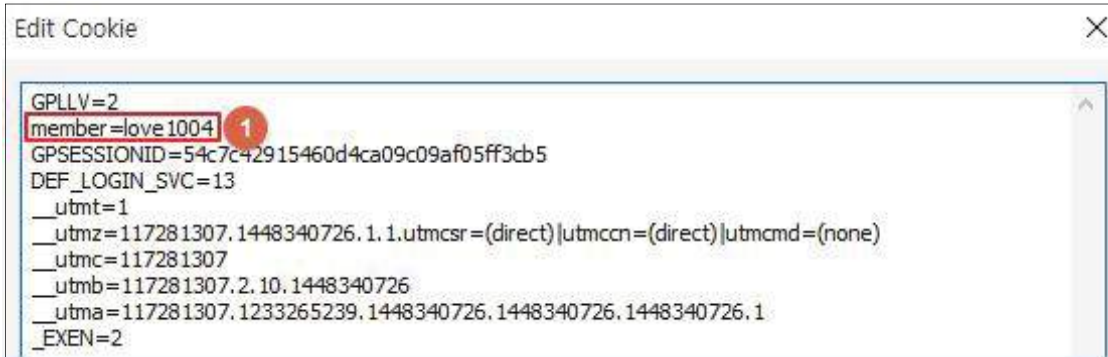 Edit Cookie
GPLLV=2
member=love1004
1
GPSESSIONID=54c7c42915460d4ca09c09af05ff3cb5
DEF_LOGIN_SVC=13
__utmt=1
__utmz=117281307.1448340726.1.1.utmcsr=(direct)|utmccn=(direct)|utmcmd=(none)
__utmc=117281307
__utmb=117281307.2.10.1448340726
__utma=117281307.1233265239.1448340726.1448340726.1448340726.1
_EXEN=2